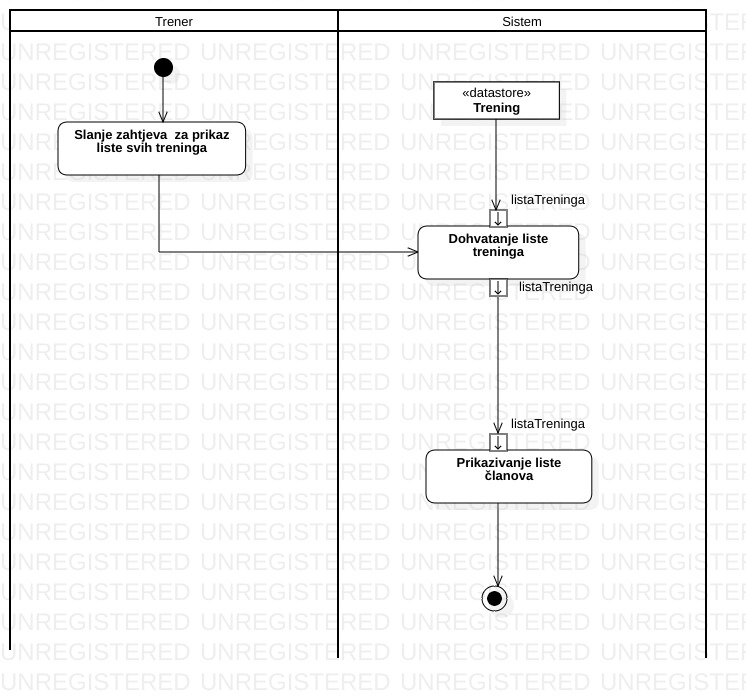 Trener
Sistem
«datastore»
Trening
Slanje zahtjeva  za prikaz
liste svih treninga
listaTreninga
Dohvatanje liste
treninga
listaTreninga
listaTreninga
Prikazivanje liste
članova
UNREGISTERED UNREGISTERED UNREGISTERED UNREGISTERED